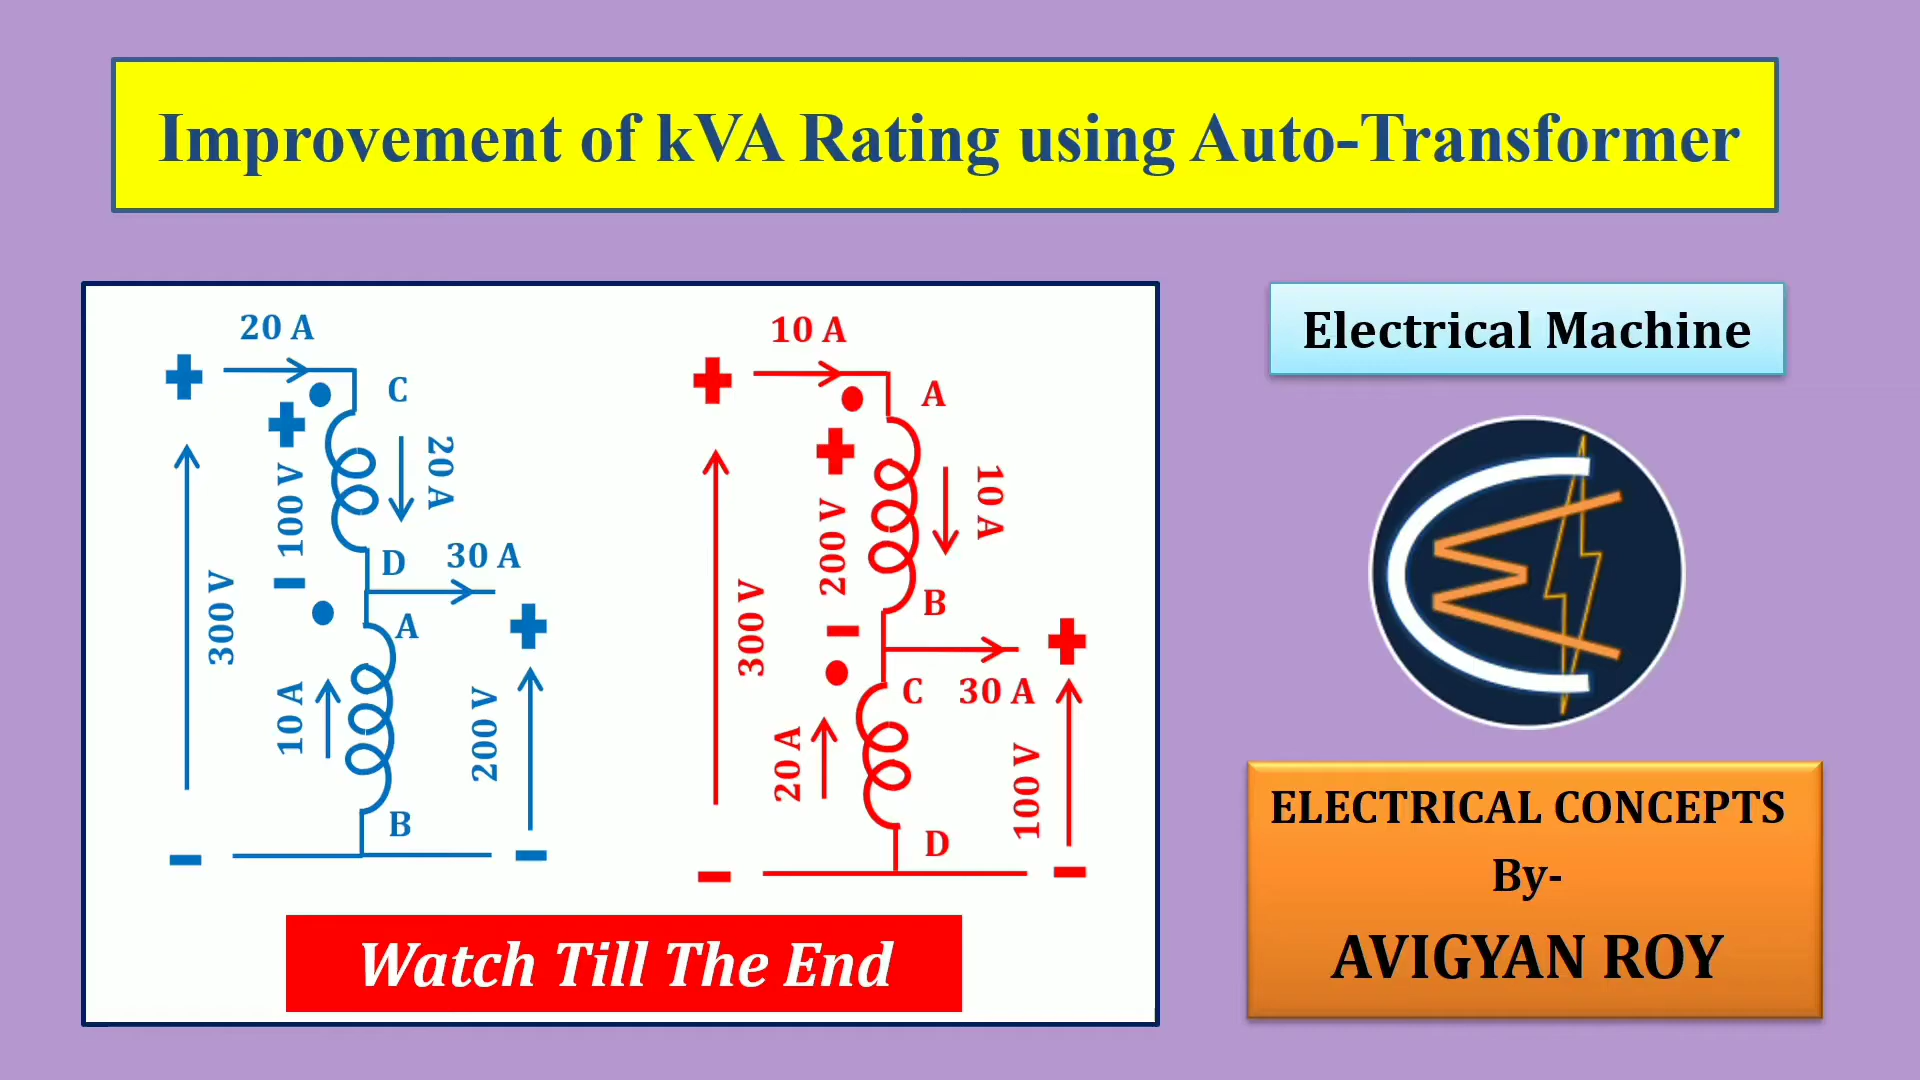 Improvement of kVA Rating using Auto-Transformer
20 A
C
100 V
20 A
D
30 A
300 V
A
10 A
200 V
B
10 A
A
200 V
10 A
B
300 V
C
30 A
20 A
100 V
D
Watch Till The End
Electrical Machine
ELECTRICAL CONCEPTS
By-
AVIGYAN ROY